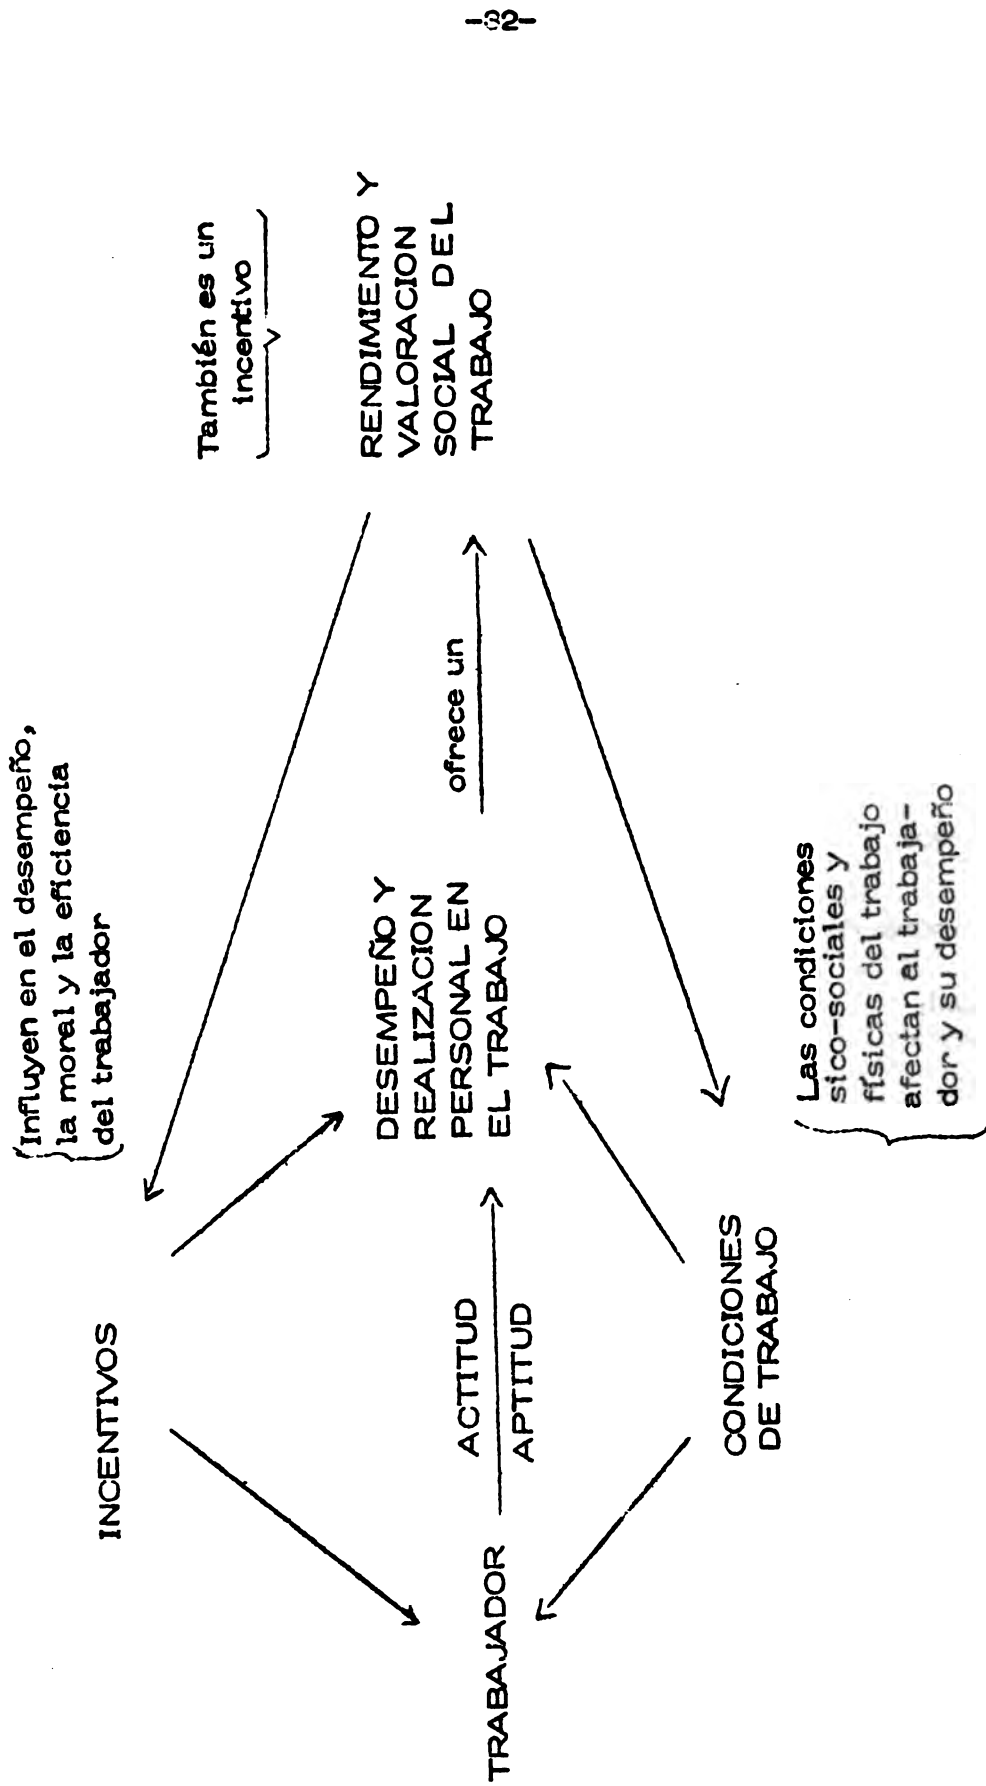 -32-
Influyen en el desempeño,
la moral y la eficiencia
del trabajador
También es un
incentivo
INCENTIVOS
TRABAJADOR
ACTITUD
APTITUD
DESEMPEÑO Y
REALIZACION
PERSONAL EN
EL TRABAJO
ofrece un
RENDIMIENTO Y
VALORACION
SOCIAL DEL
TRABAJO
CONDICIONES
DE TRABAJO
Las condiciones
sico-sociales y
físicas del trabajo
afectan al trabaja-
dor y su desempeño